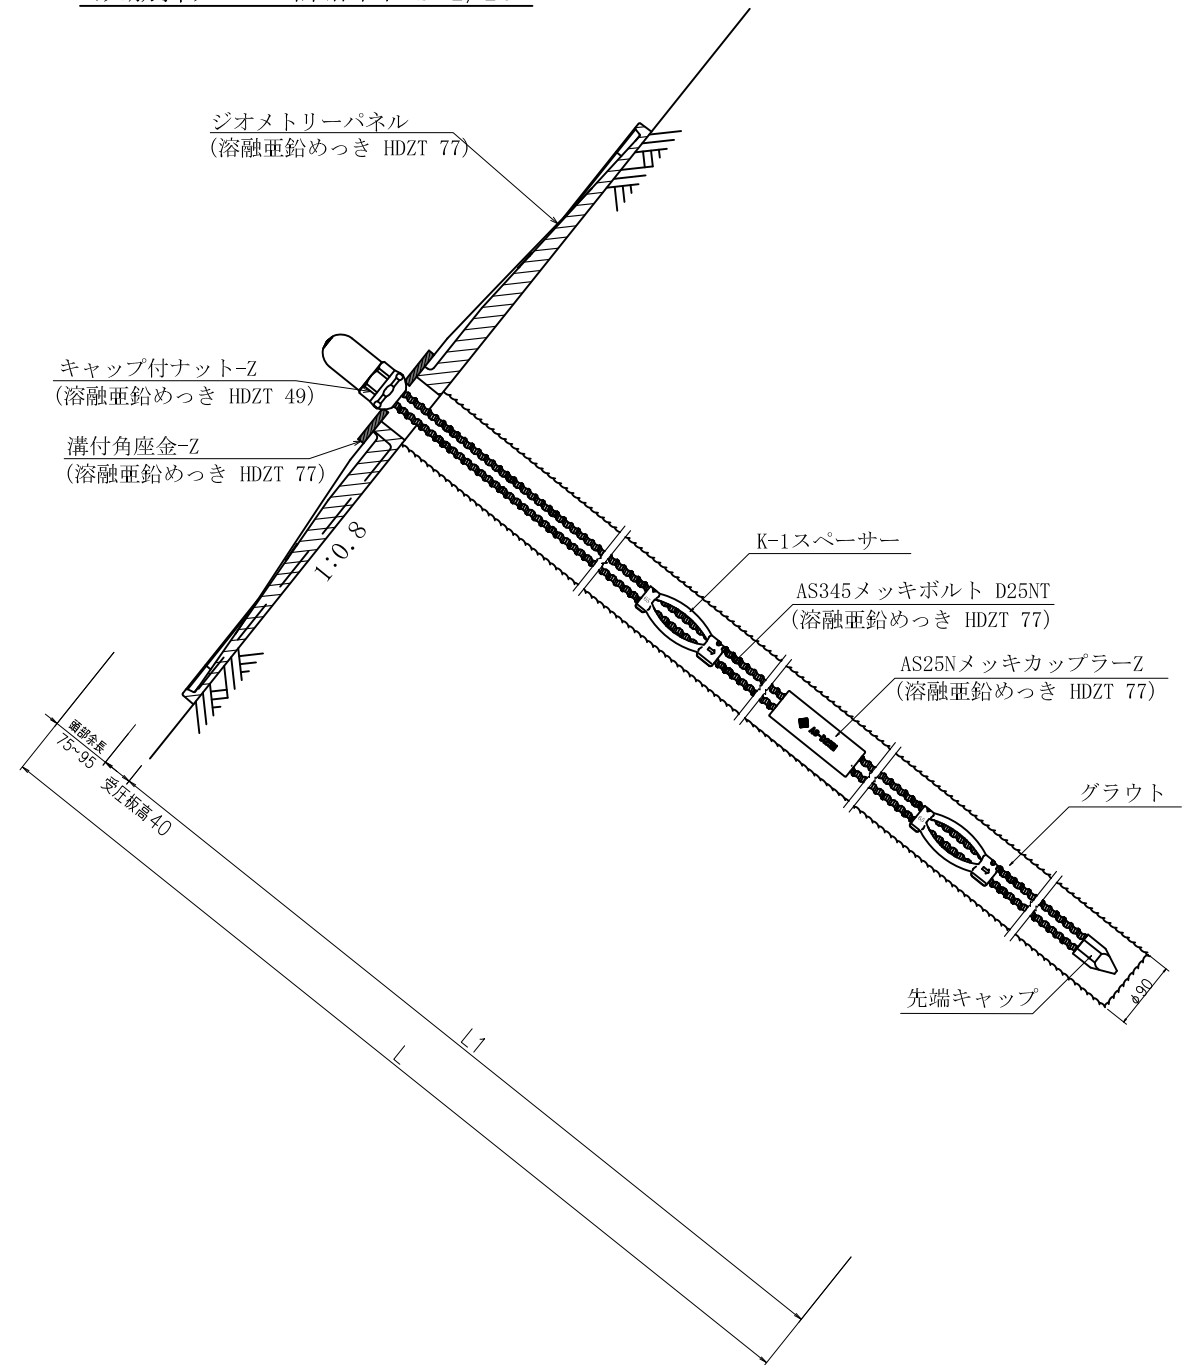 ジオメトリーパネル
(溶融亜鉛めっき HDZT 77)
キャップ付ナット-Z
(溶融亜鉛めっき HDZT 49)
溝付角座金-Z
(溶融亜鉛めっき HDZT 77)
1:0.8
K-1スペーサー
AS345メッキボルト D25NT
(溶融亜鉛めっき HDZT 77)
AS25NメッキカップラーZ
(溶融亜鉛めっき HDZT 77)
グラウト
先端キャップ
φ90
頭部余長
75~95
受圧板高40
L1
L